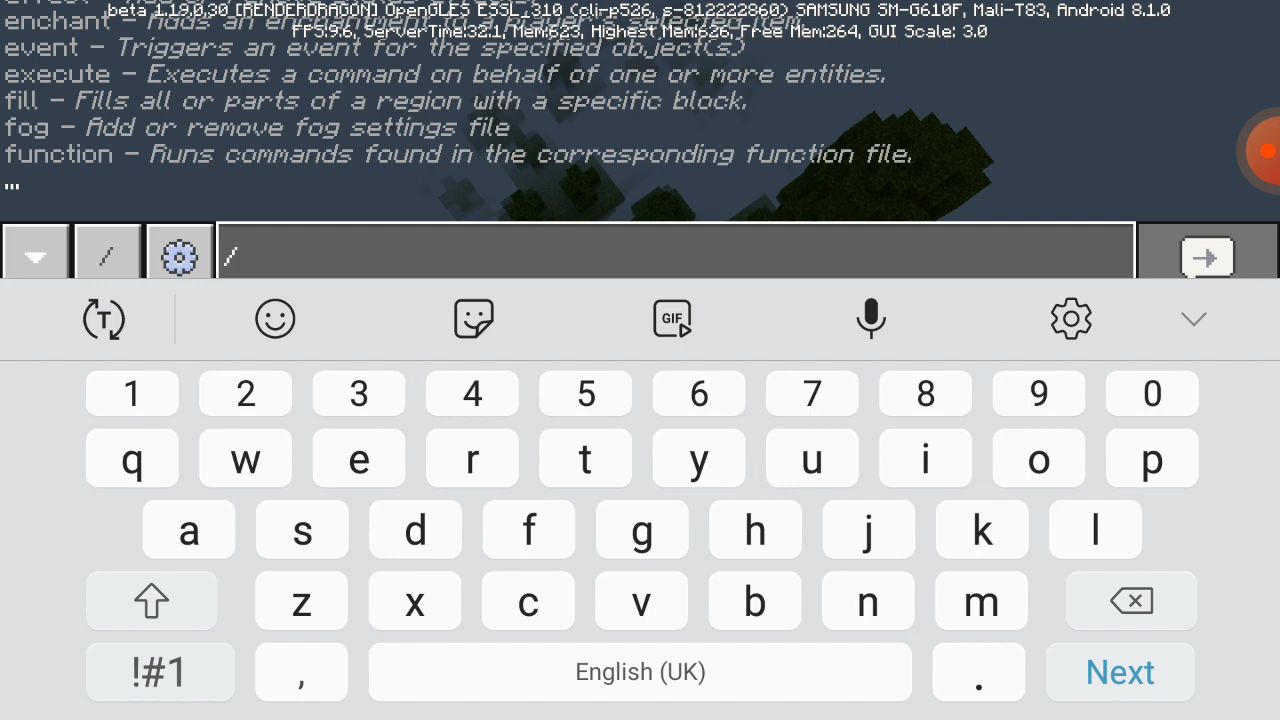 beta 1.19.0.30 [RENDERDRAGON] OpenGLES ESSL_310 (cli-p526, s-812222860) SAMSUNG SM-G610F, Mali-T83, Android 8.1.0
enchant - Adds an enchantment to a player's selected item.
FPS:9.6, ServerTime:32.1, Mem:623, Highest Mem:626, Free Mem:264, GUI Scale: 3.0
event - Triggers an event for the specified object(s)
execute - Executes a command on behalf of one or more entities.
fill - Fills all or parts of a region with a specific block.
fog - Add or remove fog settings file
function - Runs commands found in the corresponding function file.
...
/ /
T GIF
1 2 3 4 5 6 7 8 9 0
q w e r t y u i o p
a s d f g h j k l
z x c v b n m
!#1 , English (UK) . Next